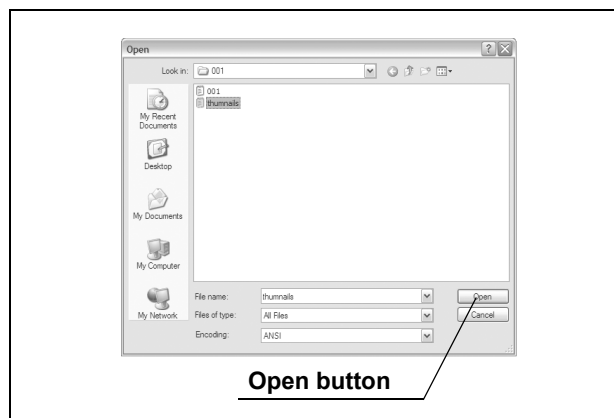 Open
Look in: 001
001
thumnails
My Recent
Documents
Desktop
My Documents
My Computer
My Network
File name: thumnails Open
Files of type: All Files Cancel
Encoding: ANSI
Open button